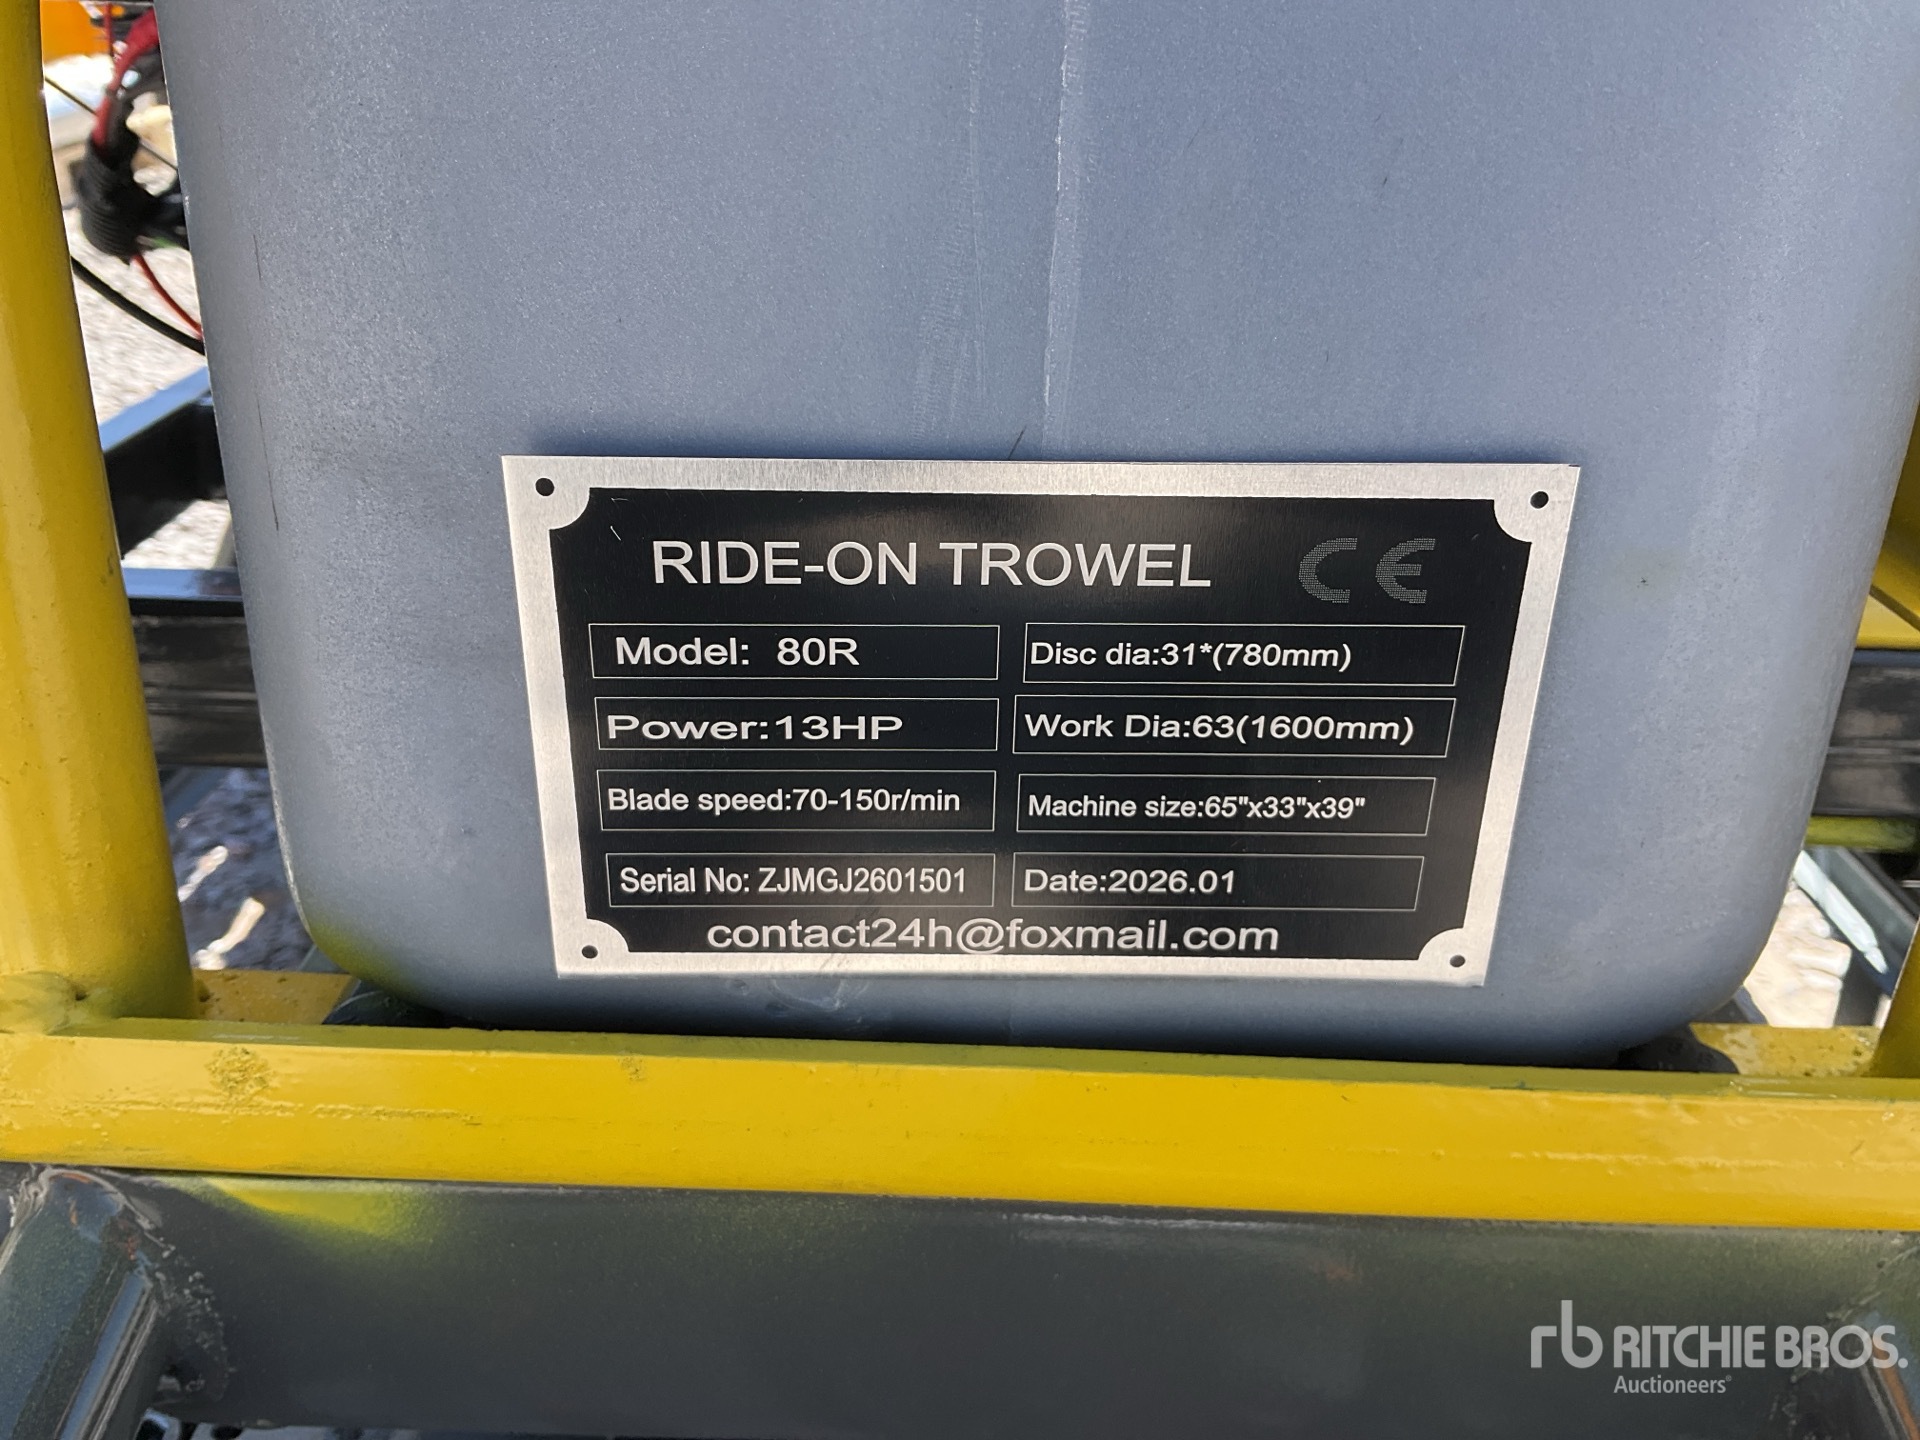 RIDE-ON TROWEL CE
Model: 80R
Disc dia:31*(780mm)
Power:13HP
Work Dia:63(1600mm)
Blade speed:70-150r/min
Machine size:65"x33"x39"
Serial No: ZJMGJ2601501
Date:2026.01
contact24h@foxmail.com
rb RITCHIE BROS.
Auctioneers®